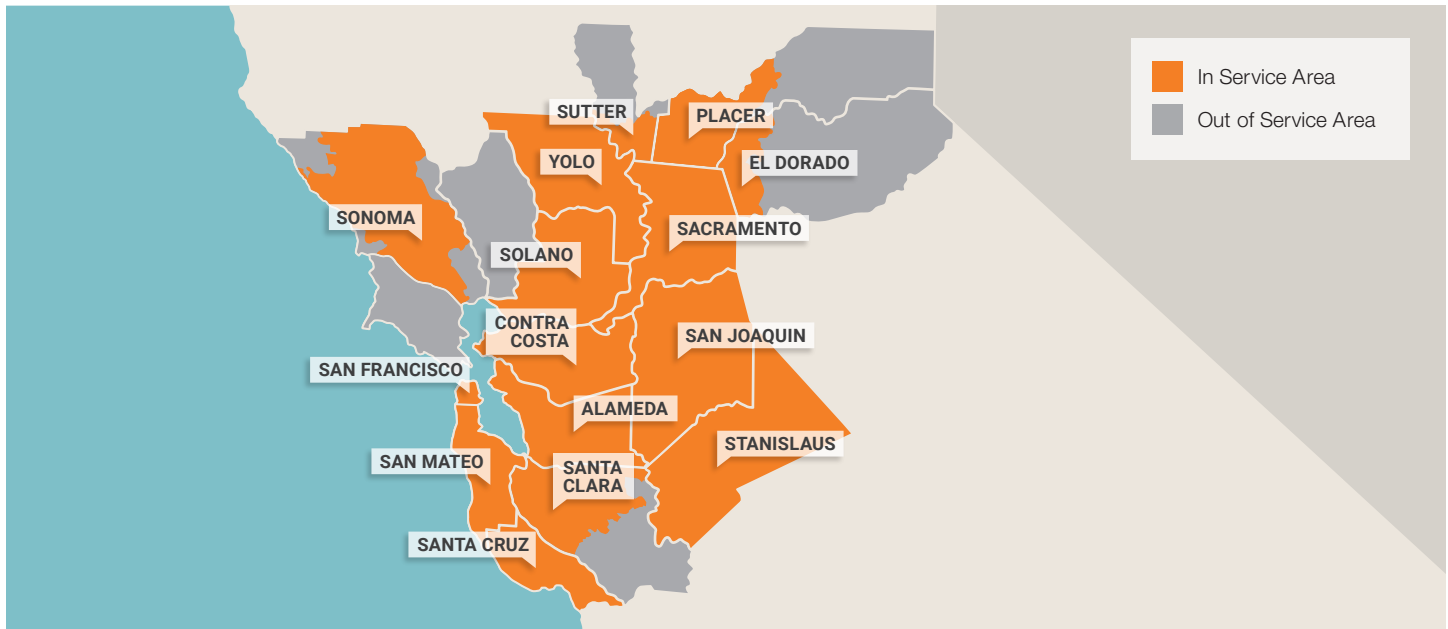 In Service Area
Out of Service Area
SUTTER
PLACER
YOLO
EL DORADO
SONOMA
SACRAMENTO
SOLANO
CONTRA
COSTA
SAN JOAQUIN
SAN FRANCISCO
ALAMEDA
STANISLAUS
SAN MATEO
SANTA
CLARA
SANTA CRUZ